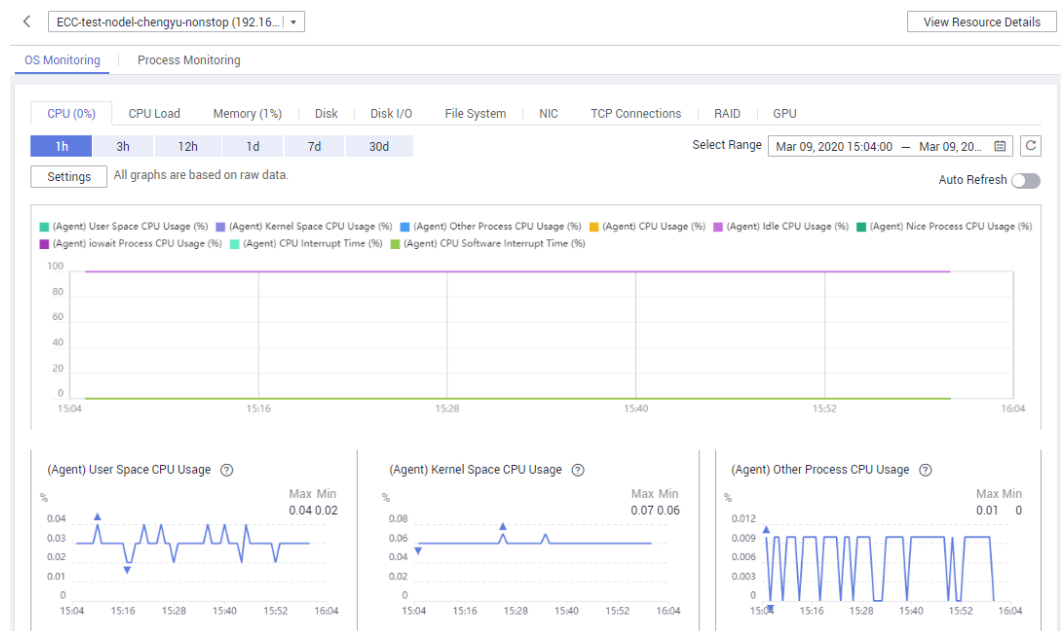 ECC-test-nodel-chengyu-nonstop (192.16...
View Resource Details
OS Monitoring
Process Monitoring
CPU (0%)
CPU Load
Memory (1%)
Disk
Disk I/O
File System
NIC
TCP Connections
RAID
GPU
1h
3h
12h
1d
7d
30d
Select Range
Mar 09, 2020 15:04:00 — Mar 09, 20...
Settings
All graphs are based on raw data.
Auto Refresh
(Agent) User Space CPU Usage (%)
(Agent) Kernel Space CPU Usage (%)
(Agent) Other Process CPU Usage (%)
(Agent) CPU Usage (%)
(Agent) Idle CPU Usage (%)
(Agent) Nice Process CPU Usage (%)
(Agent) iowait Process CPU Usage (%)
(Agent) CPU Interrupt Time (%)
(Agent) CPU Software Interrupt Time (%)
100
80
60
40
20
0
15:04
15:16
15:28
15:40
15:52
16:04
(Agent) User Space CPU Usage
%
Max Min
0.04 0.02
0.04
0.03
0.02
0.01
0
15:04
15:16
15:28
15:40
15:52
16:04
(Agent) Kernel Space CPU Usage
%
Max Min
0.07 0.06
0.08
0.06
0.04
0.02
0
15:04
15:16
15:28
15:40
15:52
16:04
(Agent) Other Process CPU Usage
%
Max Min
0.01 0
0.012
0.009
0.006
0.003
0
15:04
15:16
15:28
15:40
15:52
16:04